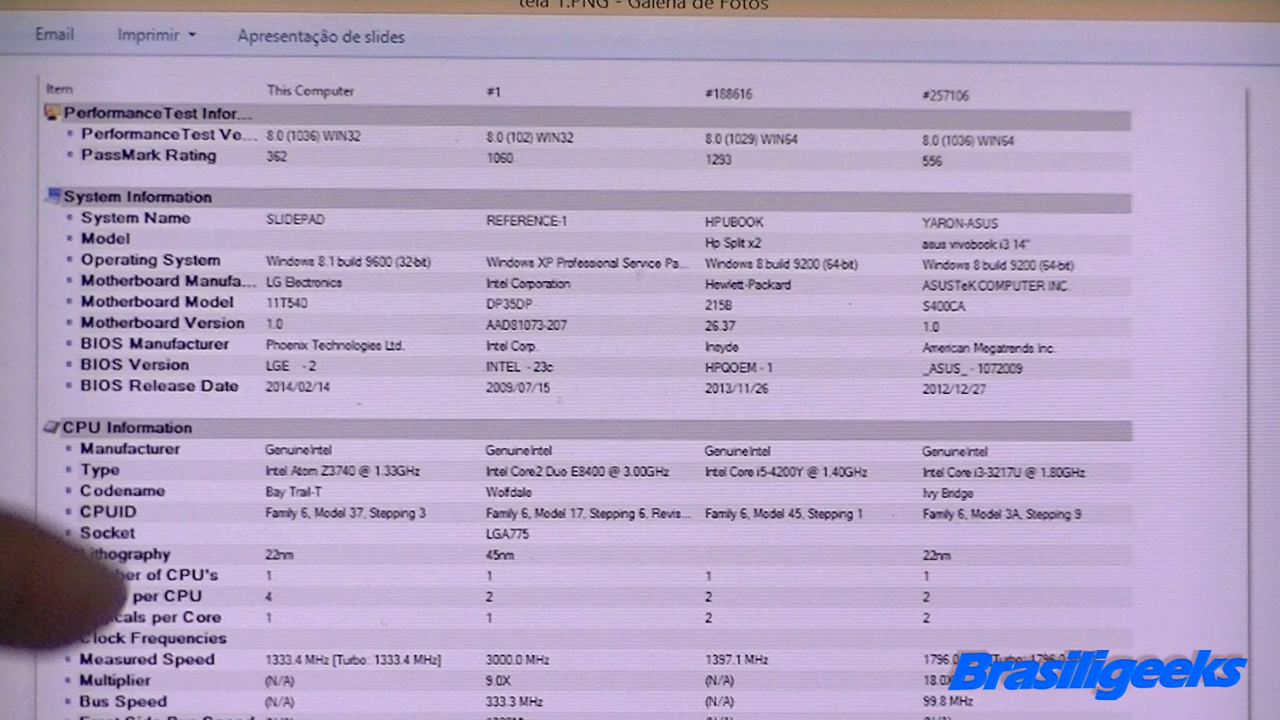 tela 1.PNG - Galeria de Fotos
Email Imprimir Apresentação de slides
Item This Computer #1 #188616 #257106
PerformanceTest Infor...
PerformanceTest Ve... 8.0 (1036) WIN32 8.0 (102) WIN32 8.0 (1029) WIN64 8.0 (1036) WIN64
PassMark Rating 362 1060 1293 556
System Information
System Name SLIDEPAD REFERENCE-1 HPUBOOK YARON-ASUS
Model Hp Split x2 asus vivobook i3 14"
Operating System Windows 8.1 build 9600 (32-bit) Windows XP Professional Service Pa... Windows 8 build 9200 (64-bit) Windows 8 build 9200 (64-bit)
Motherboard Manufa... LG Electronics Intel Corporation Hewlett-Packard ASUSTeK COMPUTER INC.
Motherboard Model 11T540 DP35DP 2158 S400CA
Motherboard Version 1.0 AAD81073-207 26.37 1.0
BIOS Manufacturer Phoenix Technologies Ltd. Intel Corp. Insyde American Megatrends Inc.
BIOS Version LGE - 2 INTEL - 23c HPQOEM - 1 _ASUS_ - 1072009
BIOS Release Date 2014/02/14 2009/07/15 2013/11/26 2012/12/27
CPU Information
Manufacturer GenuineIntel GenuineIntel GenuineIntel GenuineIntel
Type Intel Atom Z3740 @ 1.33GHz Intel Core2 Duo E8400 @ 3.00GHz Intel Core i5-4200Y @ 1.40GHz Intel Core i3-3217U @ 1.80GHz
Codename Bay Trail-T Wolfdale Ivy Bridge
CPUID Family 6, Model 37, Stepping 3 Family 6, Model 17, Stepping 6, Revis... Family 6, Model 45, Stepping 1 Family 6, Model 3A, Stepping 9
Socket LGA775
Lithography 22nm 45nm 22nm
ber of CPU's 1 1 1 1
per CPU 4 2 2 2
cals per Core 1 1 2 2
Clock Frequencies
Measured Speed 1333.4 MHz [Turbo: 1333.4 MHz] 3000.0 MHz 1397.1 MHz 1796.0
Multiplier (N/A) 9.0X (N/A) 18.0X
Bus Speed (N/A) 333.3 MHz (N/A) 99.8 MHz
Brasiligeeks